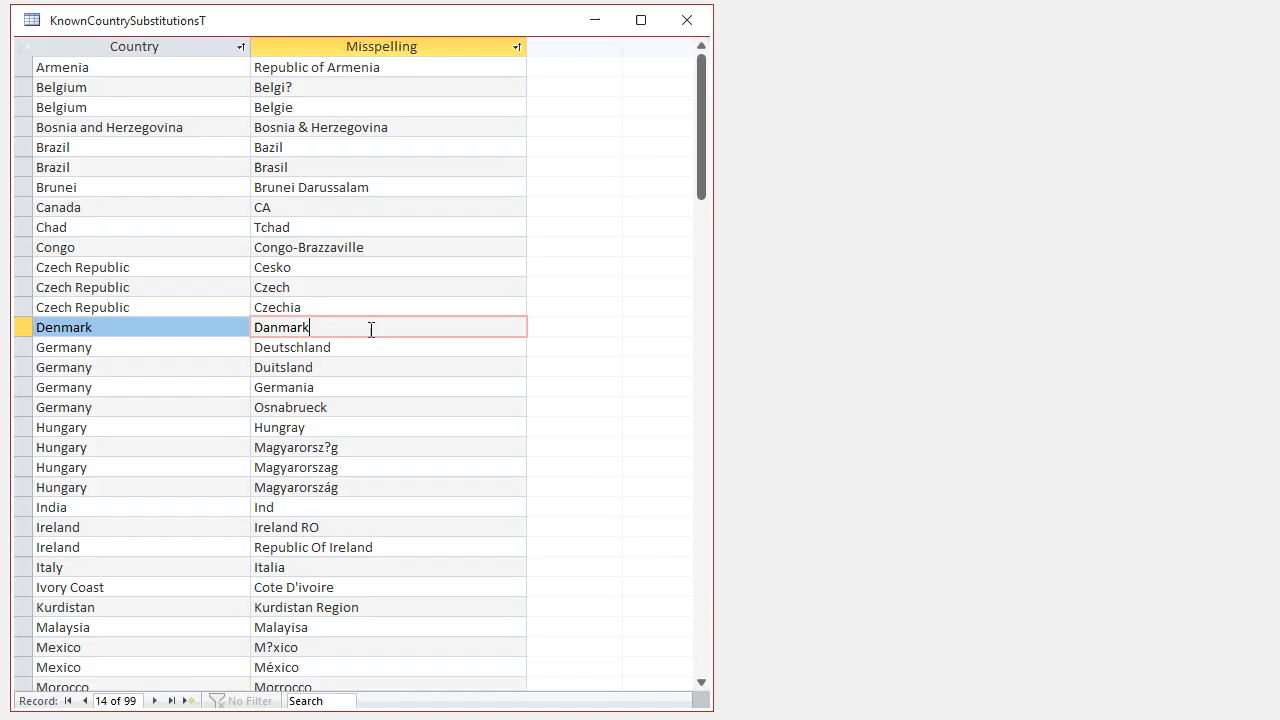 KnownCountrySubstitutionsT
Country Misspelling
Armenia Republic of Armenia
Belgium Belgi?
Belgium Belgie
Bosnia and Herzegovina Bosnia & Herzegovina
Brazil Bazil
Brazil Brasil
Brunei Brunei Darussalam
Canada CA
Chad Tchad
Congo Congo-Brazzaville
Czech Republic Cesko
Czech Republic Czech
Czech Republic Czechia
Denmark Danmark
Germany Deutschland
Germany Duitsland
Germany Germania
Germany Osnabrueck
Hungary Hungray
Hungary Magyarorsz?g
Hungary Magyarorszag
Hungary Magyarország
India Ind
Ireland Ireland RO
Ireland Republic Of Ireland
Italy Italia
Ivory Coast Cote D'ivoire
Kurdistan Kurdistan Region
Malaysia Malayisa
Mexico M?xico
Mexico México
Morocco Morrocco
Record: 14 of 99 No Filter Search